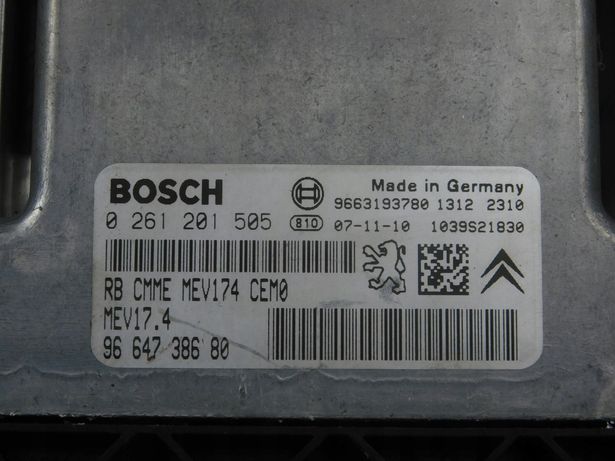 BOSCH
Made in Germany
9663193780 1312 2310
0 261 201 505 810 07-11-10 1039S21830
RB CMME MEV174 CEM0
MEV17.4
96 647 386 80